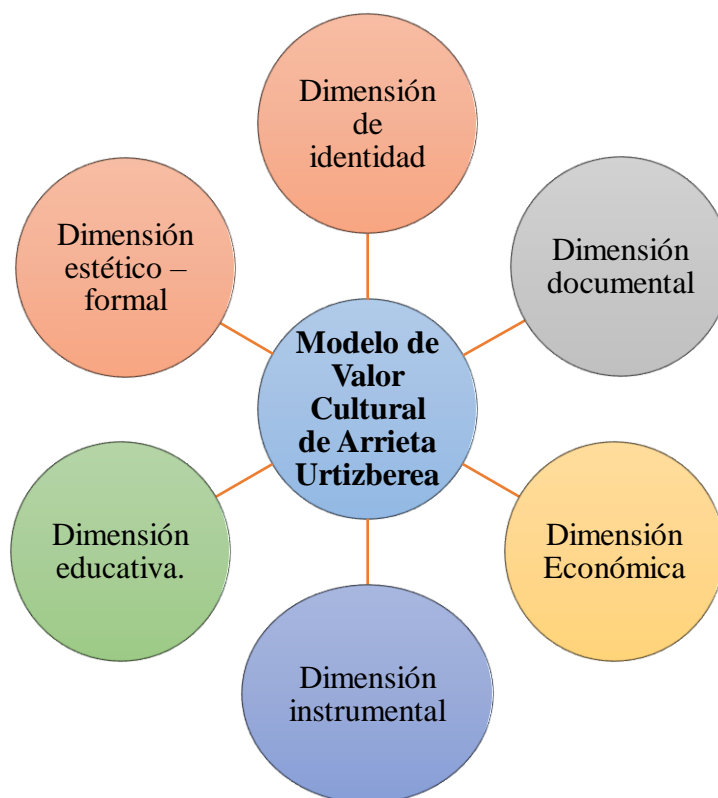 Dimensión
de
identidad
Dimensión
estético –
formal
Dimensión
documental
Modelo de
Valor
Cultural
de Arrieta
Urtizberea
Dimensión
educativa.
Dimensión
Económica
Dimensión
instrumental